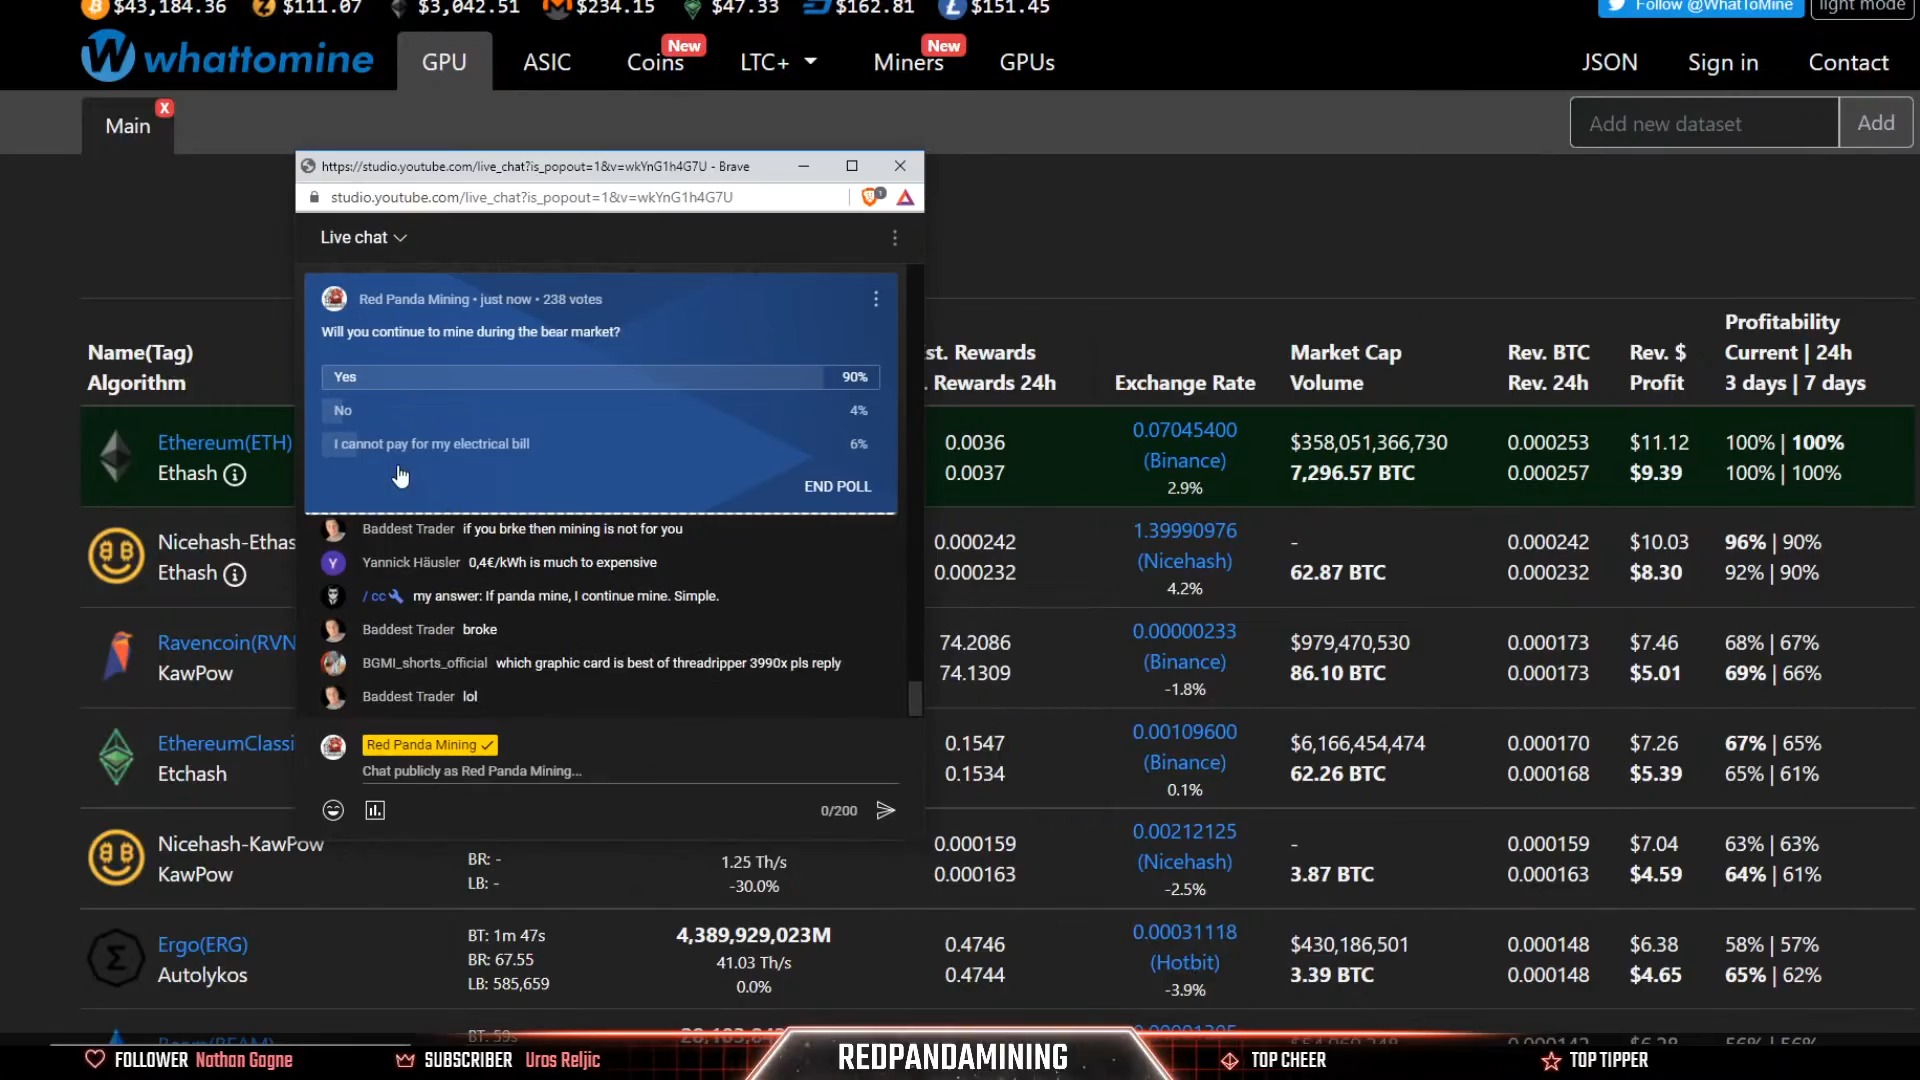 $43,184.36 $111.07 $3,042.51 $234.15 $47.33 $162.81 $151.45 Follow @WhatToMine light mode
whattomine GPU ASIC Coins New LTC+ Miners New GPUs JSON Sign in Contact
Main X Add new dataset Add
https://studio.youtube.com/live_chat?is_popout=1&v=wkYnG1h4G7U - Brave
studio.youtube.com/live_chat?is_popout=1&v=wkYnG1h4G7U
Live chat
Red Panda Mining • just now • 238 votes
Will you continue to mine during the bear market?
Yes 90%
No 4%
I cannot pay for my electrical bill 6%
END POLL
Baddest Trader if you brke then mining is not for you
Yannick Häusler 0,4€/kWh is much to expensive
/ cc my answer: If panda mine, I continue mine. Simple.
Baddest Trader broke
BGMI_shorts_official which graphic card is best of threadripper 3990x pls reply
Baddest Trader lol
Red Panda Mining
Chat publicly as Red Panda Mining...
0/200
Name(Tag)
Algorithm
st. Rewards
. Rewards 24h
Exchange Rate
Market Cap
Volume
Rev. BTC
Rev. 24h
Rev. $
Profit
Profitability
Current | 24h
3 days | 7 days
Ethereum(ETH) 0.0036 0.07045400 $358,051,366,730 0.000253 $11.12 100% | 100%
Ethash 0.0037 (Binance) 7,296.57 BTC 0.000257 $9.39 100% | 100%
2.9%
Nicehash-Ethas 0.000242 1.39990976 - 0.000242 $10.03 96% | 90%
Ethash 0.000232 (Nicehash) 62.87 BTC 0.000232 $8.30 92% | 90%
4.2%
Ravencoin(RVN 74.2086 0.00000233 $979,470,530 0.000173 $7.46 68% | 67%
KawPow 74.1309 (Binance) 86.10 BTC 0.000173 $5.01 69% | 66%
-1.8%
EthereumClassi 0.1547 0.00109600 $6,166,454,474 0.000170 $7.26 67% | 65%
Etchash 0.1534 (Binance) 62.26 BTC 0.000168 $5.39 65% | 61%
0.1%
Nicehash-KawPow 0.000159 0.00212125 - 0.000159 $7.04 63% | 63%
KawPow BR: - 1.25 Th/s 0.000163 (Nicehash) 3.87 BTC 0.000163 $4.59 64% | 61%
LB: - -30.0% -2.5%
Ergo(ERG) BT: 1m 47s 4,389,929,023M 0.4746 0.00031118 $430,186,501 0.000148 $6.38 58% | 57%
Autolykos BR: 67.55 41.03 Th/s 0.4744 (Hotbit) 3.39 BTC 0.000148 $4.65 65% | 62%
LB: 585,659 0.0% -3.9%
FOLLOWER Nathan Gagne SUBSCRIBER Uros Reljic REDPANDAMINING TOP CHEER TOP TIPPER